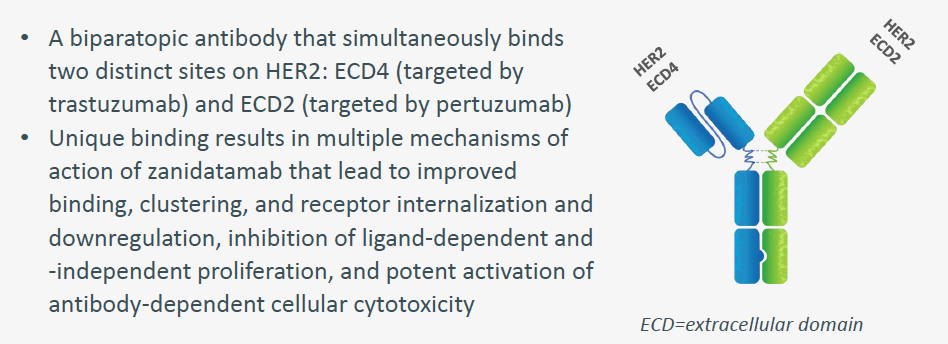 • A biparatopic antibody that simultaneously binds
two distinct sites on HER2: ECD4 (targeted by
trastuzumab) and ECD2 (targeted by pertuzumab)
• Unique binding results in multiple mechanisms of
action of zanidatamab that lead to improved
binding, clustering, and receptor internalization and
downregulation, inhibition of ligand-dependent and
-independent proliferation, and potent activation of
antibody-dependent cellular cytotoxicity
HER2
ECD4
HER2
ECD2
ECD=extracellular domain